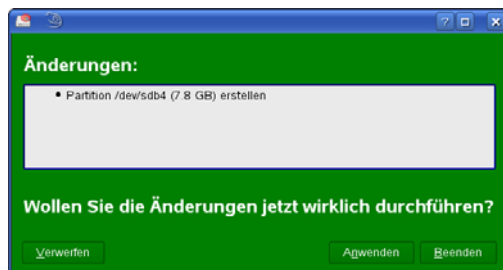 Änderungen:
• Partition /dev/sdb4 (7.8 GB) erstellen
Wollen Sie die Änderungen jetzt wirklich durchführen?
Verwerfen Anwenden Beenden